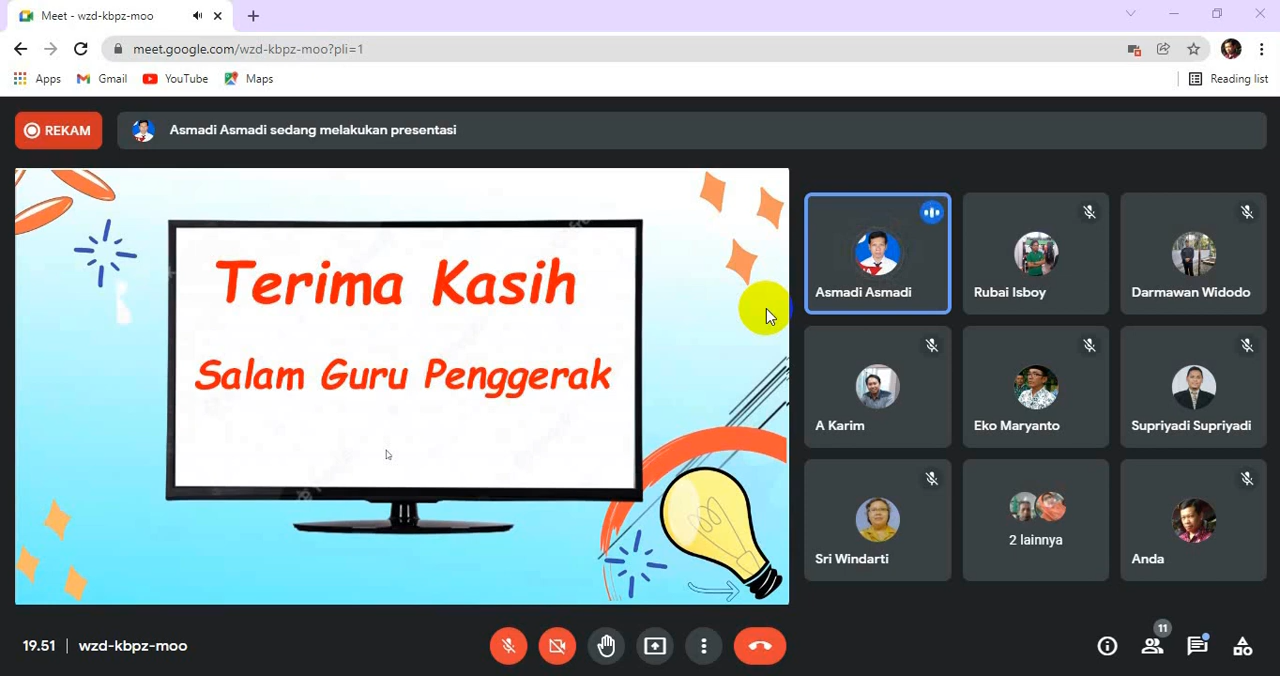 Meet - wzd-kbpz-moo
meet.google.com/wzd-kbpz-moo?pli=1
Apps Gmail YouTube Maps Reading list
REKAM Asmadi Asmadi sedang melakukan presentasi
Terima Kasih
Salam Guru Penggerak
Asmadi Asmadi
Rubai Isboy
Darmawan Widodo
A Karim
Eko Maryanto
Supriyadi Supriyadi
Sri Windarti
2 lainnya
Anda
19.51 | wzd-kbpz-moo
11